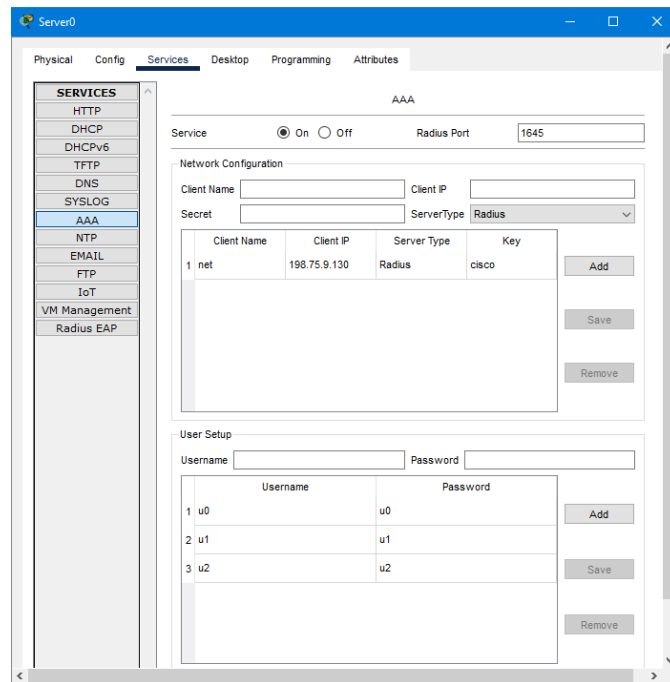 Server0
Physical Config Services Desktop Programming Attributes
SERVICES
HTTP
DHCP
DHCPv6
TFTP
DNS
SYSLOG
AAA
NTP
EMAIL
FTP
IoT
VM Management
Radius EAP
AAA
Service On Off Radius Port 1645
Network Configuration
Client Name Client IP
Secret ServerType Radius
Client Name Client IP Server Type Key
1 net 198.75.9.130 Radius cisco
Add
Save
Remove
User Setup
Username Password
Username Password
1 u0 u0
Add
2 u1 u1
3 u2 u2
Save
Remove